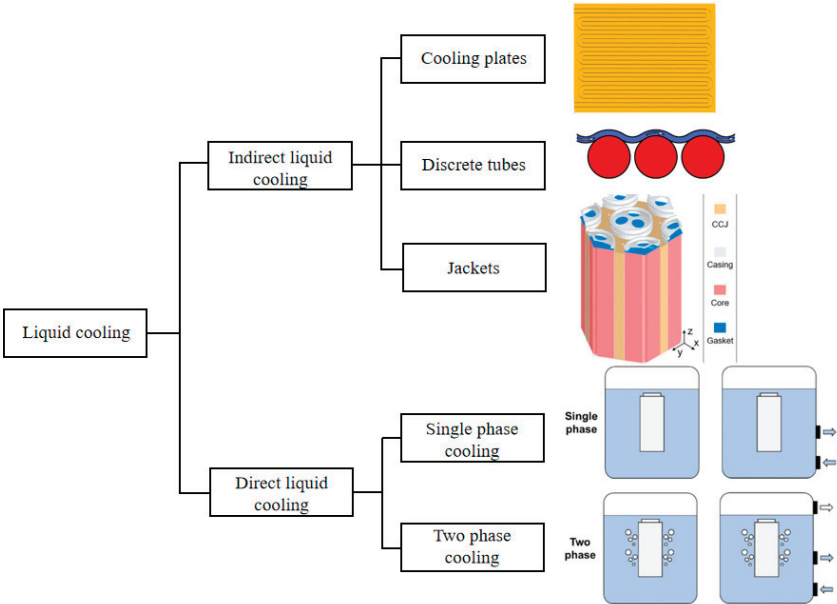 Cooling plates
Indirect liquid
cooling
Discrete tubes
CCJ
Casing
Jackets
Core
Gasket
z
x
y
Liquid cooling
Single phase
cooling
Single
phase
Direct liquid
cooling
Two phase
cooling
Two
phase